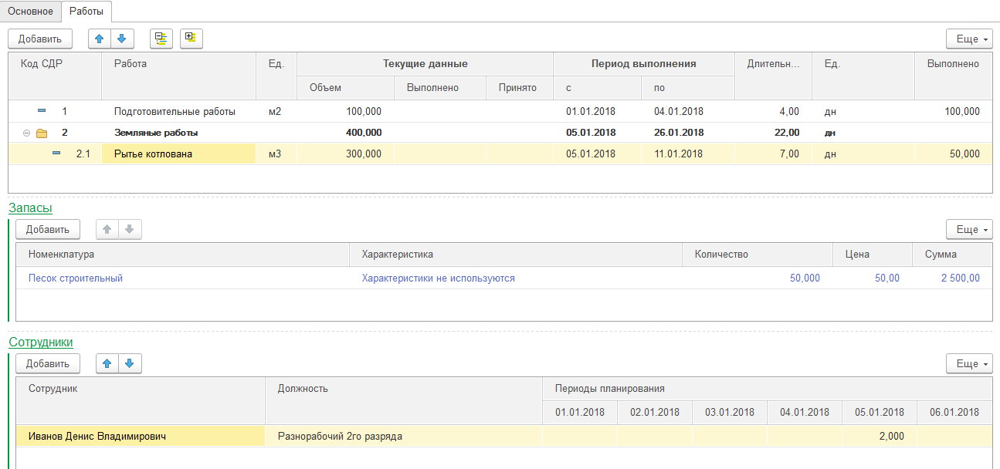 Основное Работы
Добавить Еще
Код СДР Работа Ед. Текущие данные Период выполнения Длительн... Ед. Выполнено
Объем Выполнено Принято с по
1 Подготовительные работы м2 100,000 01.01.2018 04.01.2018 4,00 дн 100,000
2 Земляные работы 400,000 05.01.2018 26.01.2018 22,00 дн
2.1 Рытье котлована м3 300,000 05.01.2018 11.01.2018 7,00 дн 50,000
Запасы
Добавить Еще
Номенклатура Характеристика Количество Цена Сумма
Песок строительный Характеристики не используются 50,000 50,00 2 500,00
Сотрудники
Добавить Еще
Сотрудник Должность Периоды планирования
01.01.2018 02.01.2018 03.01.2018 04.01.2018 05.01.2018 06.01.2018
Иванов Денис Владимирович Разнорабочий 2го разряда 2,000